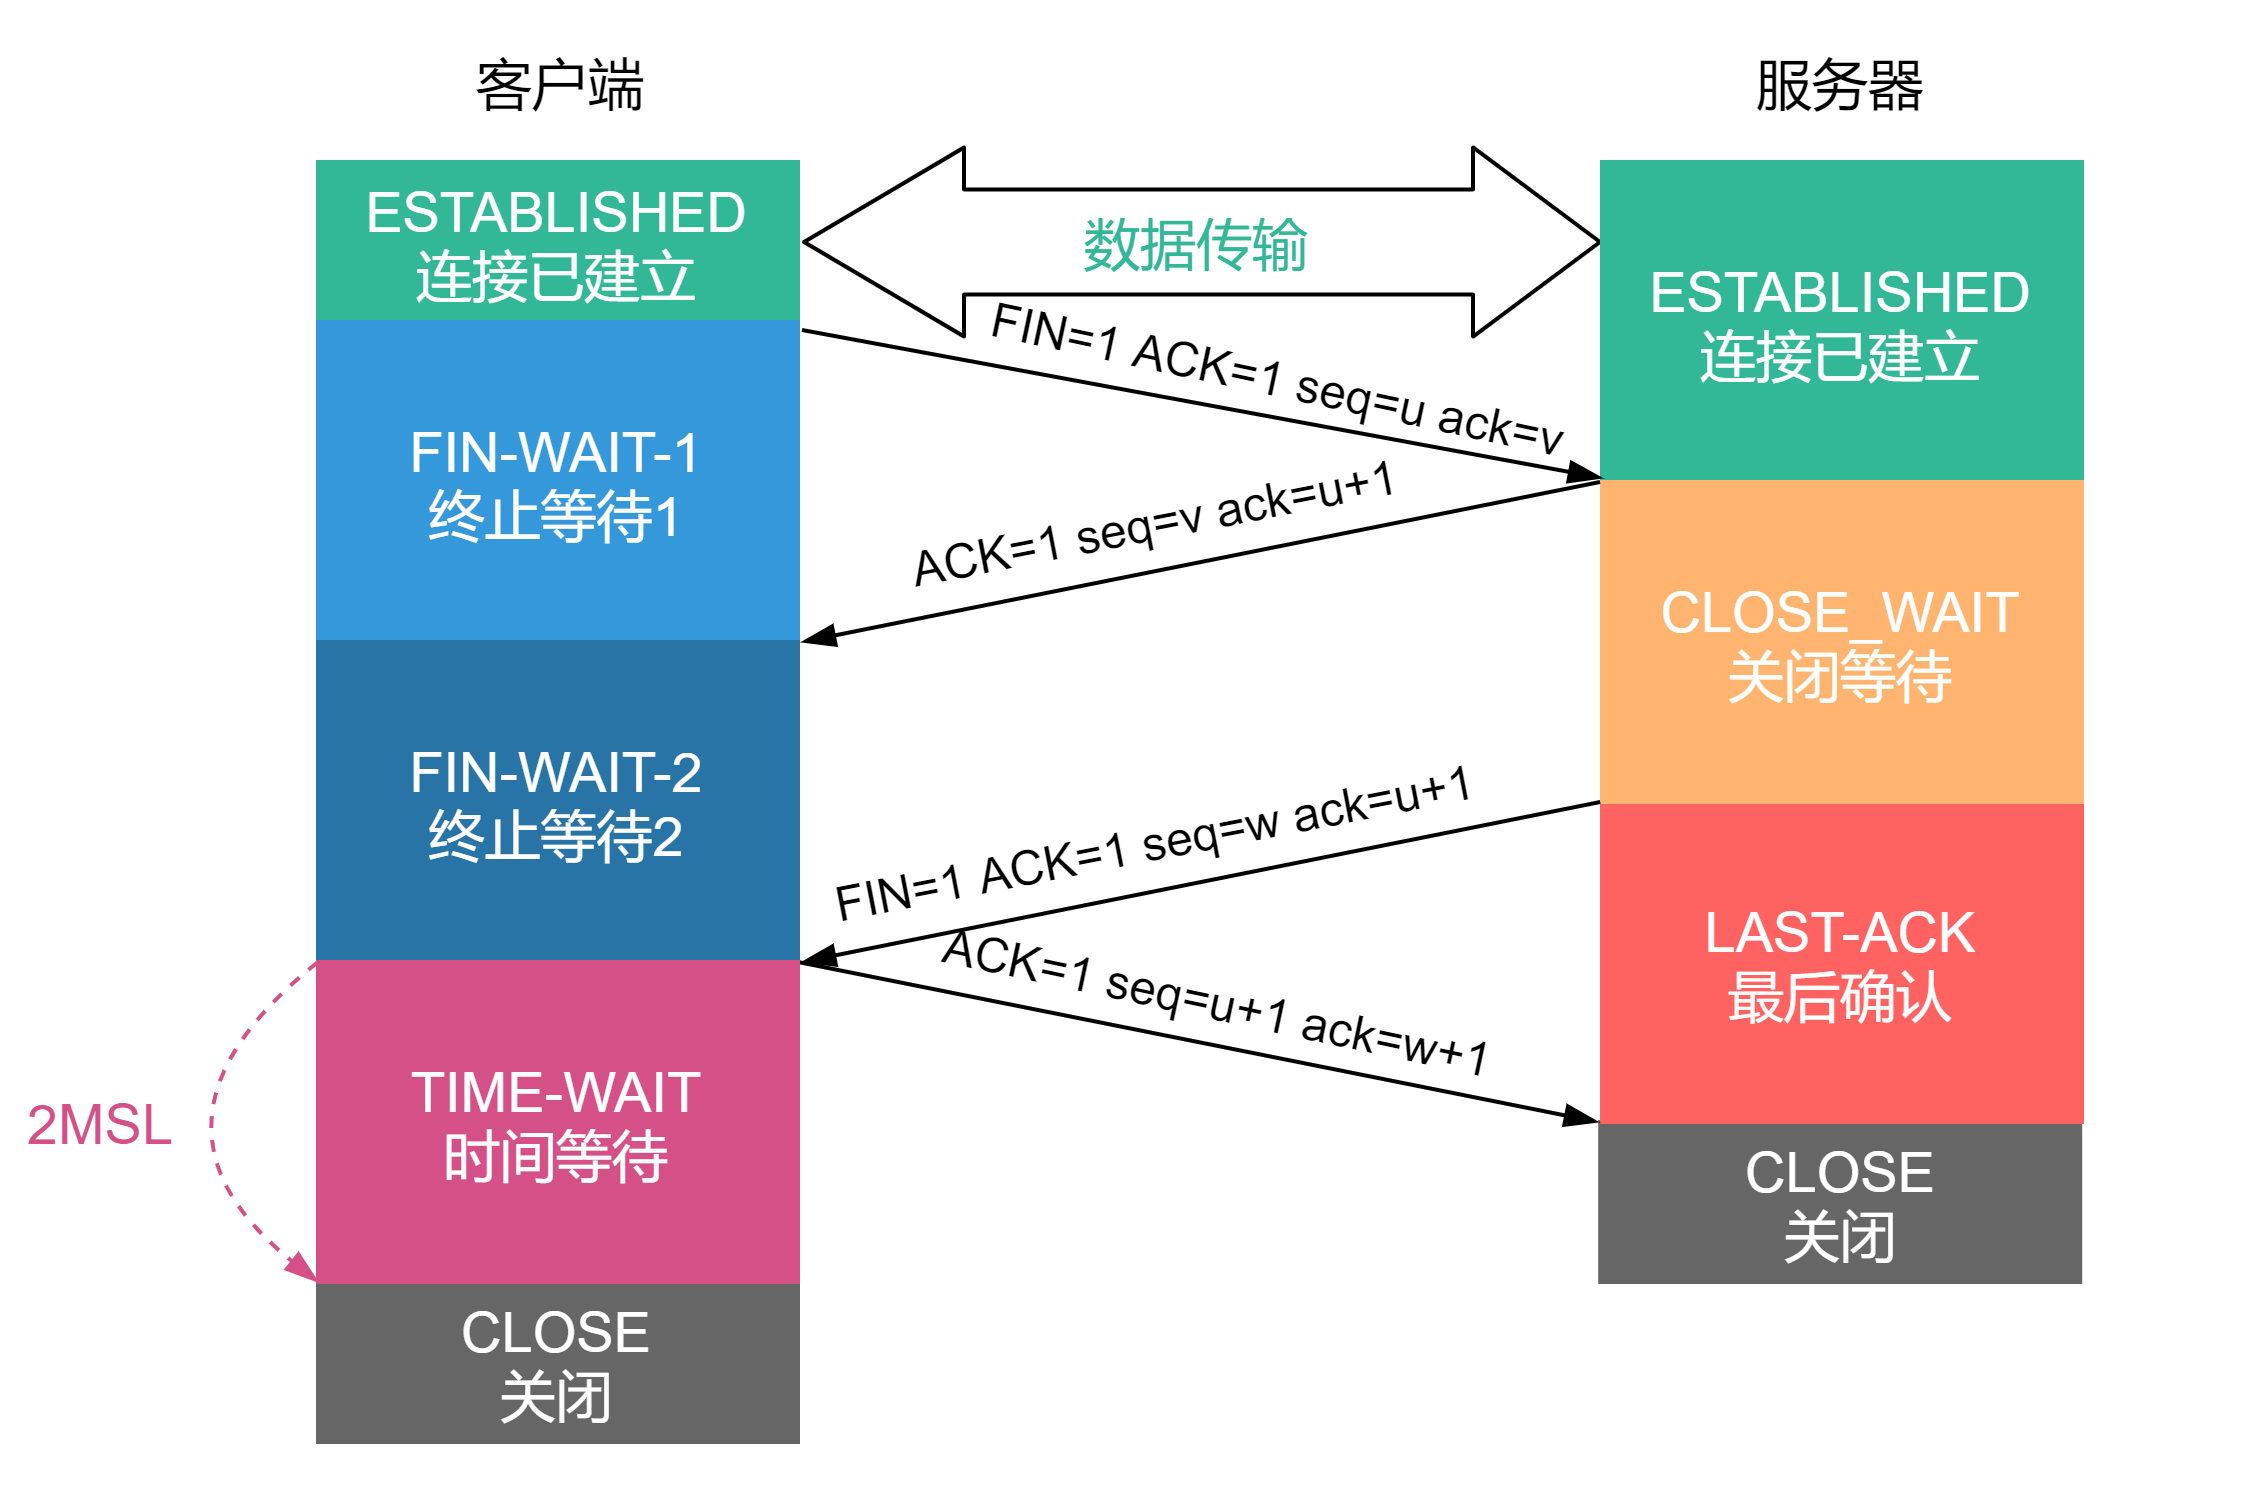 客户端
服务器
ESTABLISHED
连接已建立
数据传输
ESTABLISHED
连接已建立
FIN=1 ACK=1 seq=u ack=v
FIN-WAIT-1
终止等待1
ACK=1 seq=v ack=u+1
CLOSE_WAIT
关闭等待
FIN-WAIT-2
终止等待2
FIN=1 ACK=1 seq=w ack=u+1
LAST-ACK
最后确认
ACK=1 seq=u+1 ack=w+1
2MSL
TIME-WAIT
时间等待
CLOSE
关闭
CLOSE
关闭